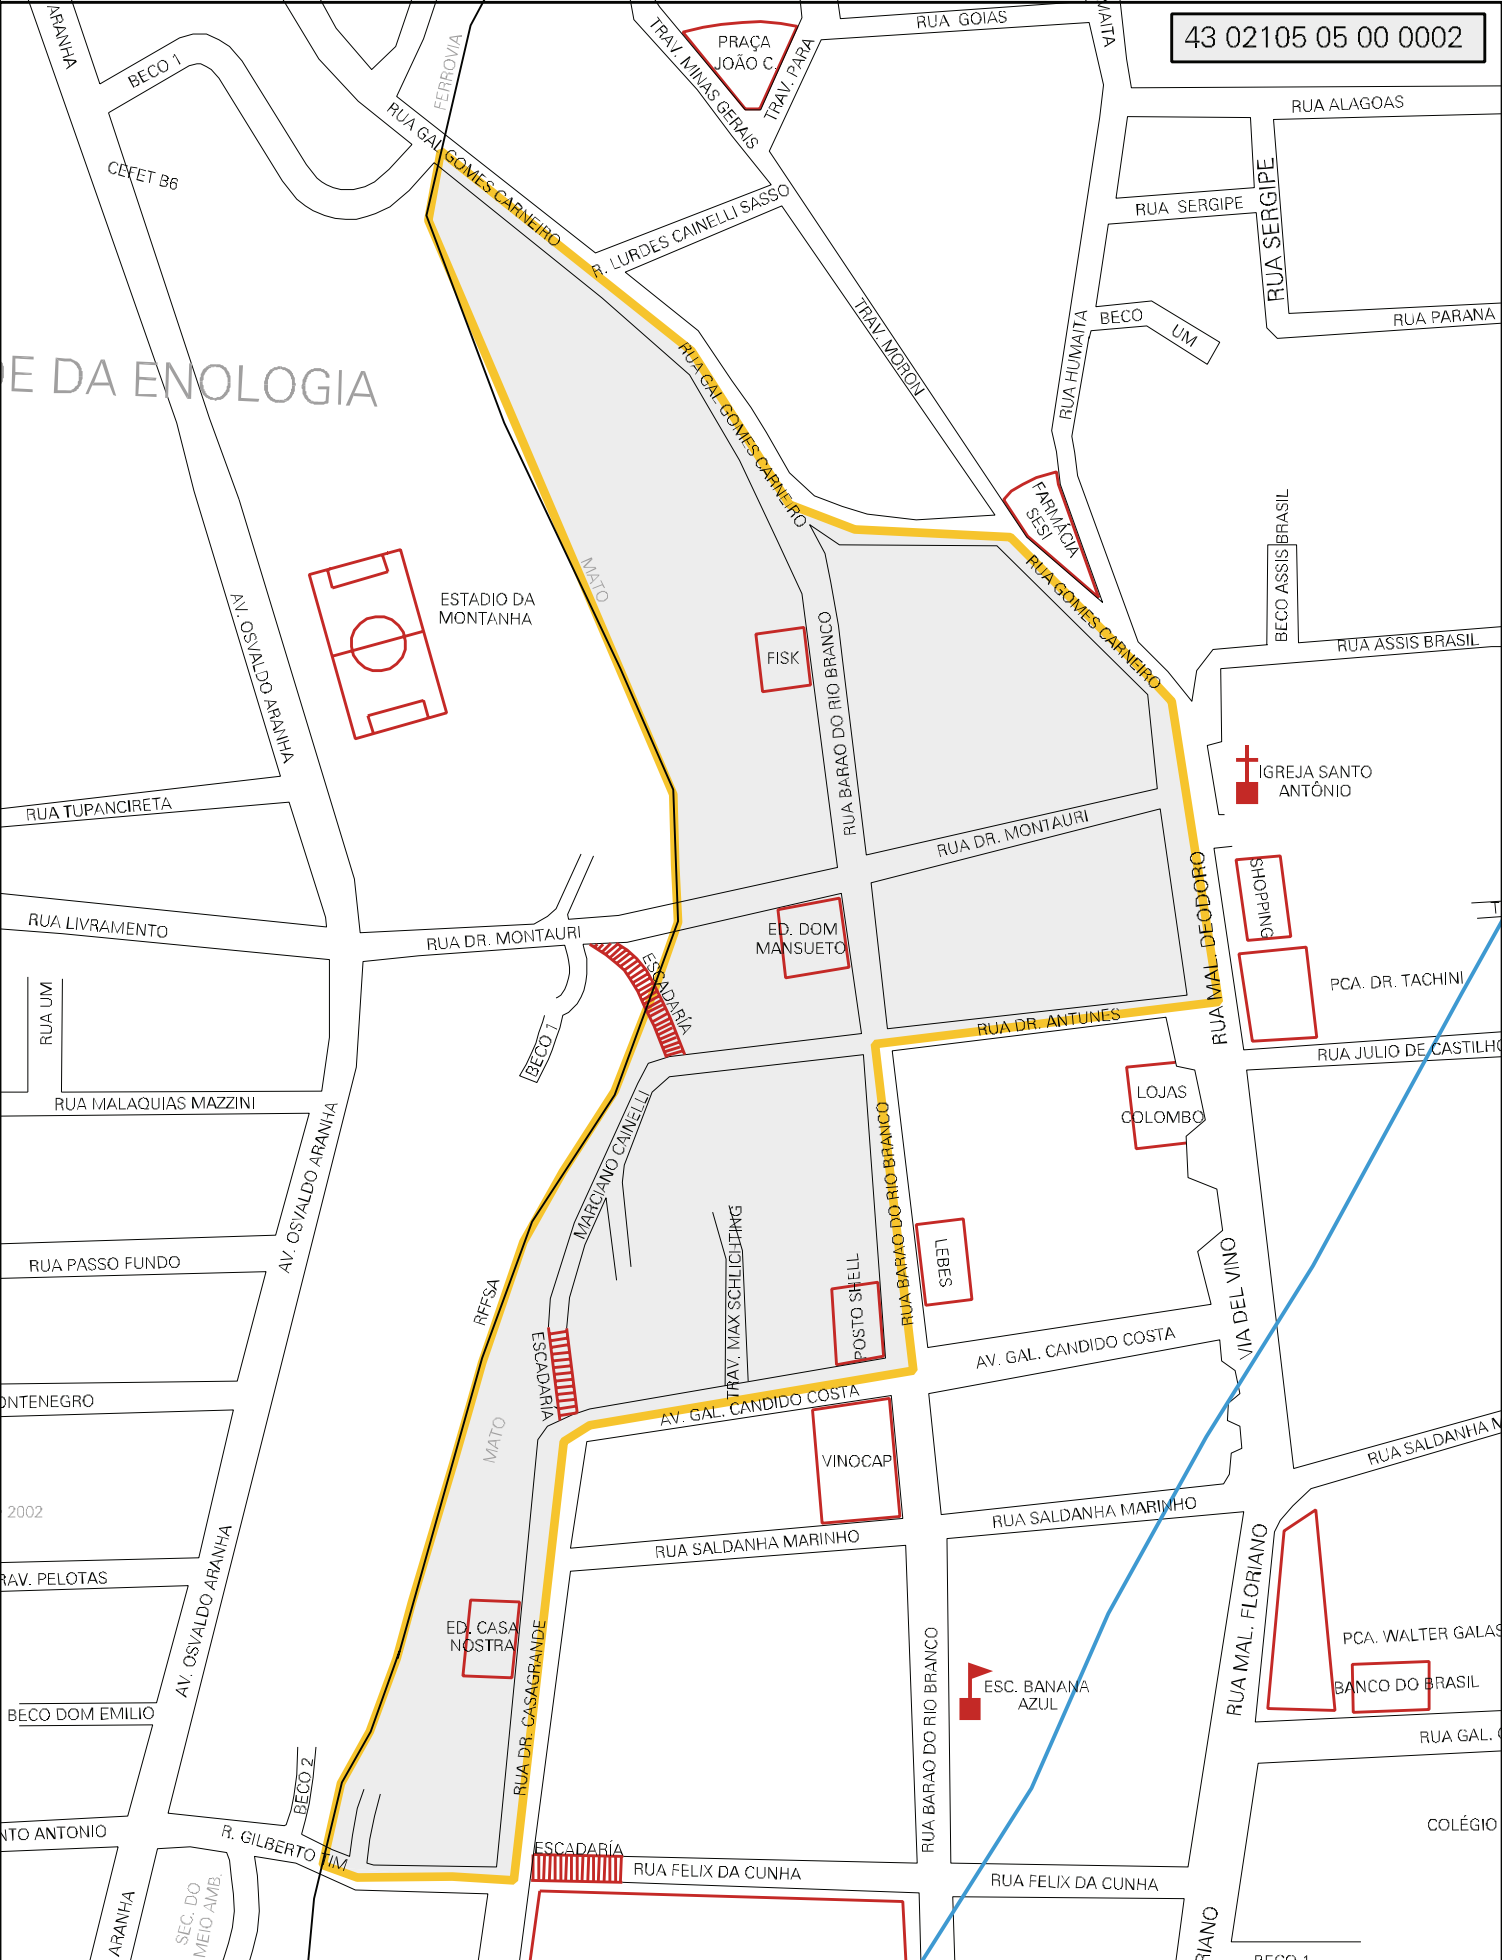 43 02105 05 00 0002
ARANHA
BECO 1
FERROVIA
TRAV. MINAS GERAIS
PRAÇA
JOÃO C.
TRAV. PARA
RUA GOIAS
MAITA
RUA ALAGOAS
CEFET B6
RUA GAL GOMES CARNEIRO
R. LURDES CAINELLI SASSO
RUA SERGIPE
RUA SERGIPE
TRAV. MORON
RUA HUMAITA
BECO
UM
RUA PARANA
DE DA ENOLOGIA
RUA GAL GOMES CARNEIRO
FARMÁCIA
SESI
BECO ASSIS BRASIL
MATO
ESTADIO DA
MONTANHA
AV. OSVALDO ARANHA
RUA GOMES CARNEIRO
RUA ASSIS BRASIL
FISK
RUA BARAO DO RIO BRANCO
IGREJA SANTO
ANTÔNIO
RUA TUPANCIRETA
RUA DR. MONTAURI
RUA MAL. DEODORO
SHOPPING
RUA LIVRAMENTO
RUA DR. MONTAURI
ED. DOM
MANSUETO
T
ESCADARÍA
PCA. DR. TACHINI
RUA UM
BECO 1
RUA DR. ANTUNES
RUA JULIO DE CASTILHO
RUA MALAQUIAS MAZZINI
LOJAS
COLOMBO
MARCIANO CAINELLI
RUA BARAO DO RIO BRANCO
AV. OSVALDO ARANHA
RUA PASSO FUNDO
TRAV. MAX SCHLICHTING
LEBES
RFFSA
POSTO SHELL
VIA DEL VINO
ESCADARÍA
AV. GAL. CANDIDO COSTA
ONTENEGRO
AV. GAL. CANDIDO COSTA
MATO
VINOCAP
RUA SALDANHA M
2002
RUA SALDANHA MARINHO
RUA SALDANHA MARINHO
RAV. PELOTAS
AV. OSVALDO ARANHA
RUA MAL. FLORIANO
ED. CASA
NOSTRA
RUA DR. CASAGRANDE
RUA BARAO DO RIO BRANCO
PCA. WALTER GALAS
ESC. BANANA
AZUL
BANCO DO BRASIL
BECO DOM EMILIO
RUA GAL.
BECO 2
NTO ANTONIO
R. GILBERTO TIM
ESCADARÍA
COLÉGIO
RUA FELIX DA CUNHA
RUA FELIX DA CUNHA
SEC. DO
MEIO AMB.
ARANHA
RIANO
BECO 1